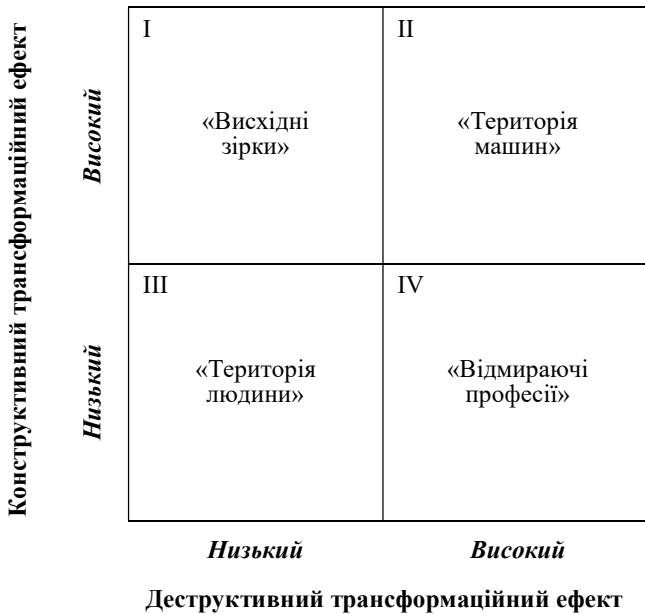 Конструктивний трансформаційний ефект
Високий
Низький
I
«Висхідні
зірки»
II
«Територія
машин»
III
«Територія
людини»
IV
«Відмираючі
професії»
Низький
Високий
Деструктивний трансформаційний ефект